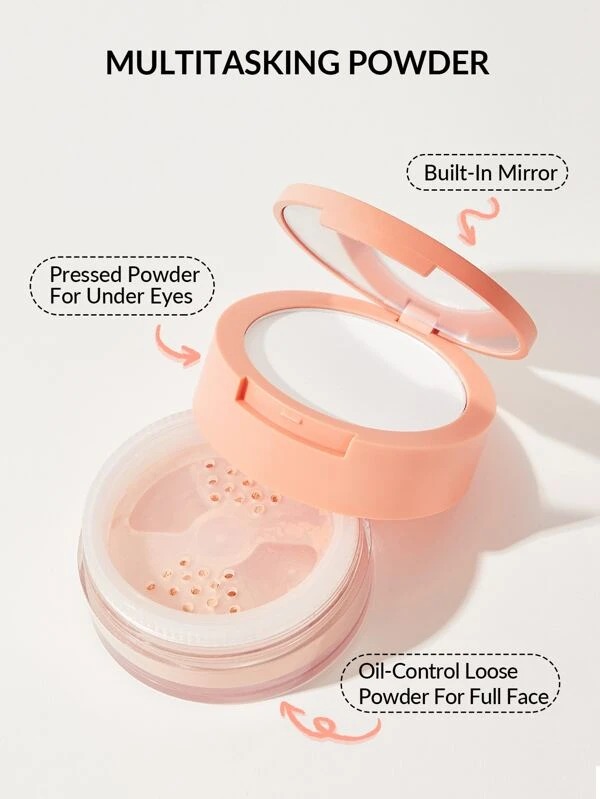 MULTITASKING POWDER
Built-In Mirror
Pressed Powder
For Under Eyes
Oil-Control Loose
Powder For Full Face